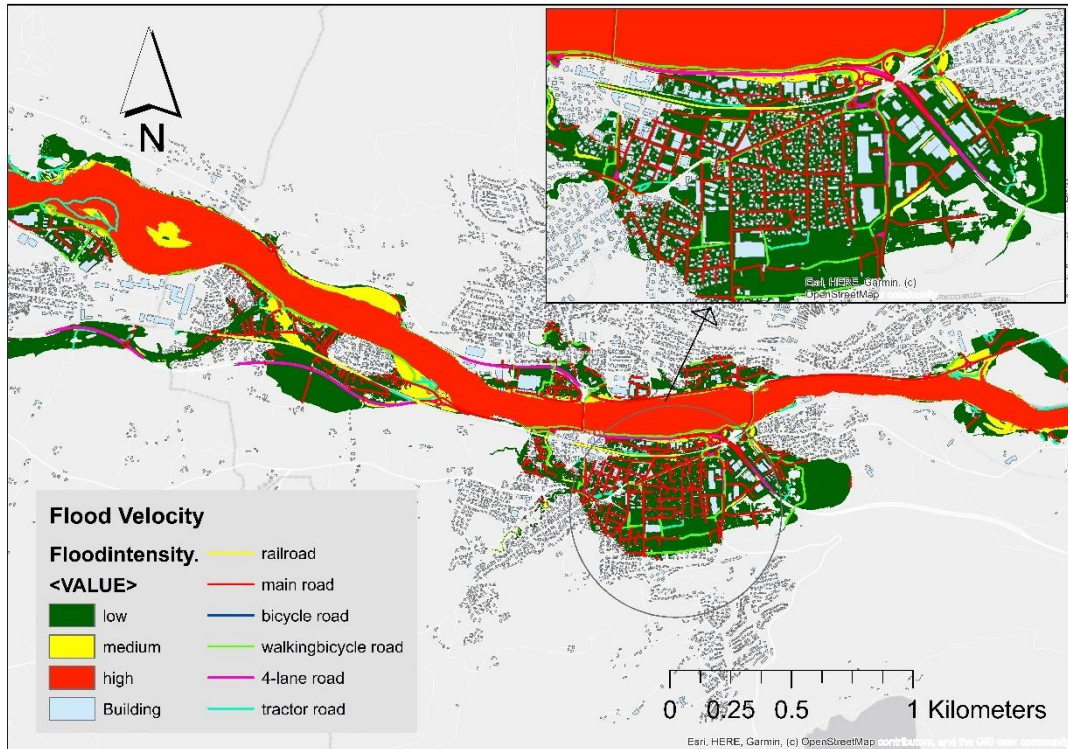 N
Esri, HERE, Garmin, (c)
OpenStreetMap
Flood Velocity
Floodintensity.
<VALUE>
low
medium
high
Building
railroad
main road
bicycle road
walkingbicycle road
4-lane road
tractor road
0 0.25 0.5 1 Kilometers
Esri, HERE, Garmin, (c) OpenStreetMap contributors, and the GIS user community